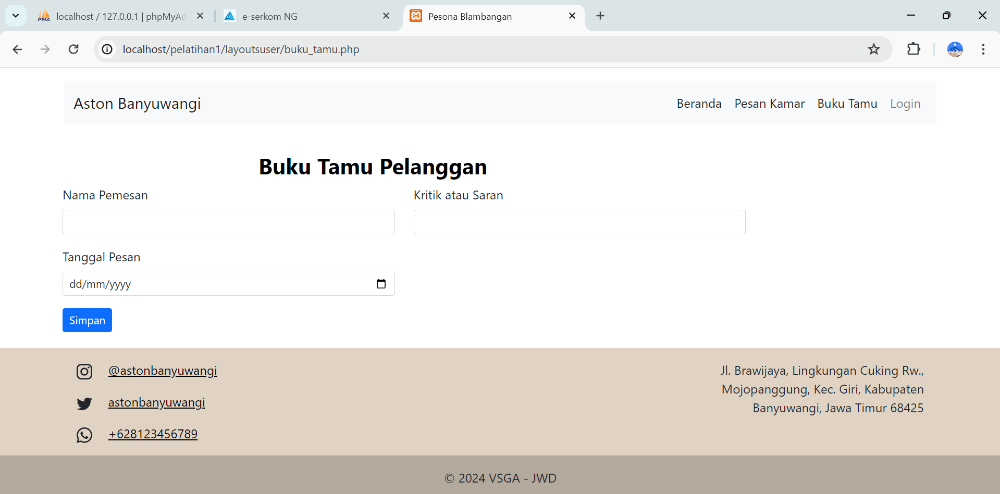 localhost / 127.0.0.1 | phpMyAd
e-serkom NG
Pesona Blambangan
localhost/pelatihan1/layoutsuser/buku_tamu.php
Aston Banyuwangi
Beranda
Pesan Kamar
Buku Tamu
Login
Buku Tamu Pelanggan
Nama Pemesan
Kritik atau Saran
Tanggal Pesan
dd/mm/yyyy
Simpan
@astonbanyuwangi
astonbanyuwangi
+628123456789
Jl. Brawijaya, Lingkungan Cuking Rw.,
Mojopanggung, Kec. Giri, Kabupaten
Banyuwangi, Jawa Timur 68425
© 2024 VSGA - JWD